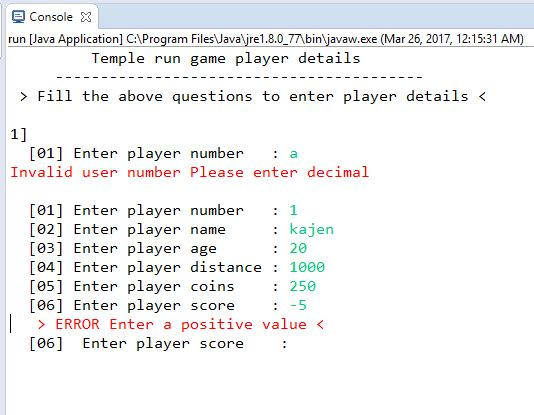 Console
run [Java Application] C:\Program Files\Java\jre1.8.0_77\bin\javaw.exe (Mar 26, 2017, 12:15:31 AM)
Temple run game player details
----------------------------------------
> Fill the above questions to enter player details <
1]
[01] Enter player number : a
Invalid user number Please enter decimal
[01] Enter player number : 1
[02] Enter player name : kajen
[03] Enter player age : 20
[04] Enter player distance : 1000
[05] Enter player coins : 250
[06] Enter player score : -5
> ERROR Enter a positive value <
[06] Enter player score :